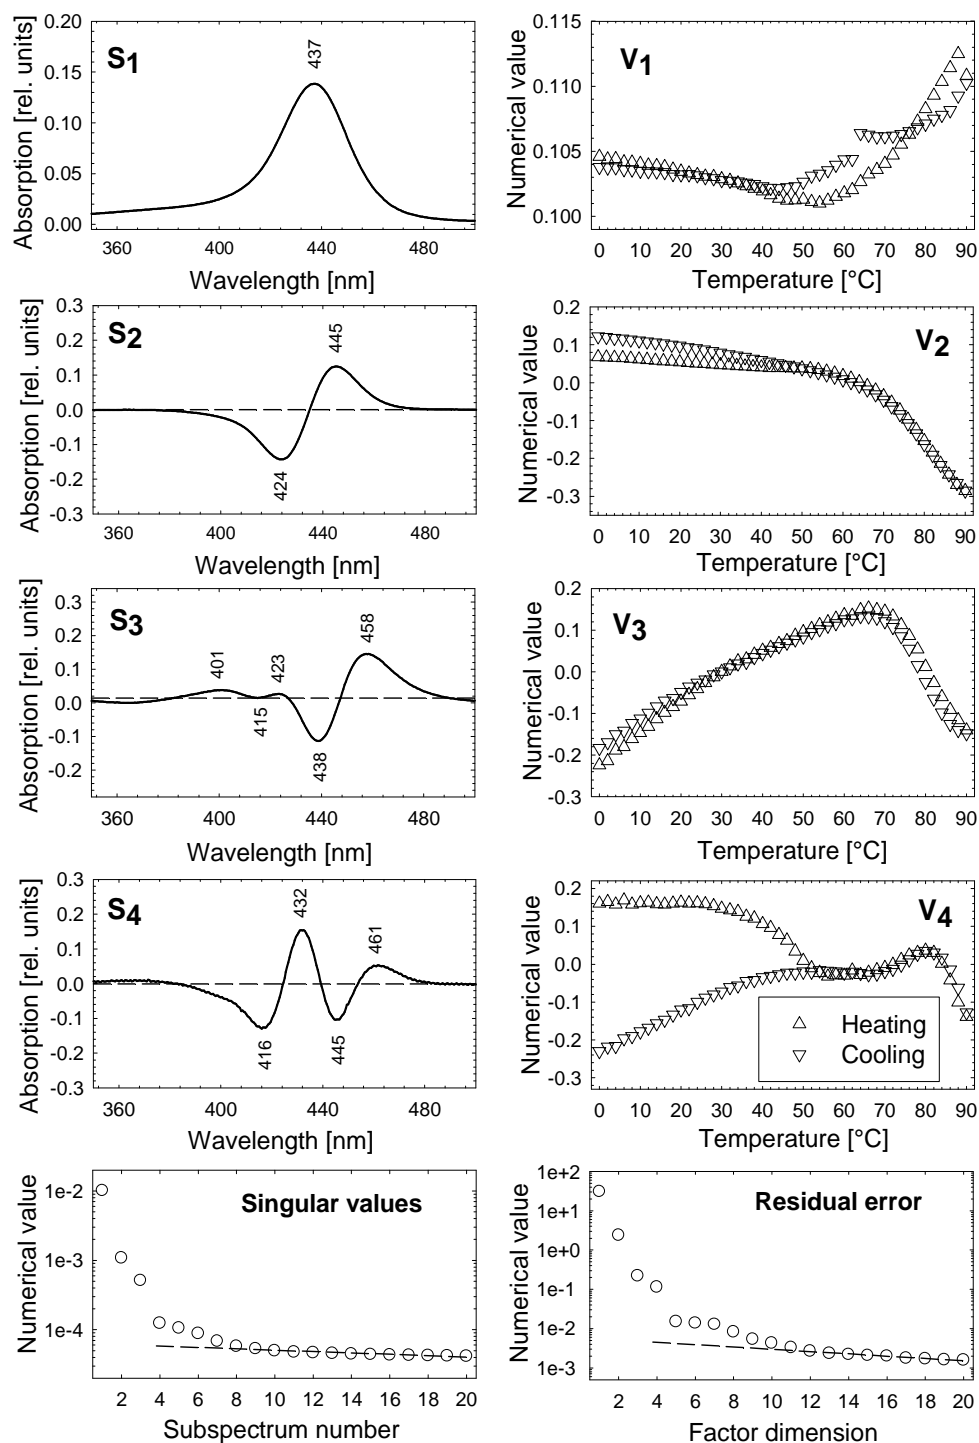 S1
437
0.20
0.15
0.10
0.05
0.00
Absorption [rel. units]
360
400
440
480
Wavelength [nm]
V1
0.115
0.110
0.105
0.100
Numerical value
0 10 20 30 40 50 60 70 80 90
Temperature [°C]
S2
445
424
0.3
0.2
0.1
0.0
-0.1
-0.2
-0.3
Absorption [rel. units]
360
400
440
480
Wavelength [nm]
V2
0.2
0.1
0.0
-0.1
-0.2
-0.3
Numerical value
0 10 20 30 40 50 60 70 80 90
Temperature [°C]
S3
401
415
423
438
458
0.3
0.2
0.1
0.0
-0.1
-0.2
Absorption [rel. units]
360
400
440
480
Wavelength [nm]
V3
0.2
0.1
0.0
-0.1
-0.2
-0.3
Numerical value
0 10 20 30 40 50 60 70 80 90
Temperature [°C]
S4
416
432
445
461
0.3
0.2
0.1
0.0
-0.1
-0.2
-0.3
Absorption [rel. units]
360
400
440
480
Wavelength [nm]
V4
0.2
0.1
0.0
-0.1
-0.2
-0.3
Numerical value
Heating
Cooling
0 10 20 30 40 50 60 70 80 90
Temperature [°C]
Singular values
1e-2
1e-3
1e-4
Numerical value
2 4 6 8 10 12 14 16 18 20
Subspectrum number
Residual error
1e+2
1e+1
1e+0
1e-1
1e-2
1e-3
Numerical value
2 4 6 8 10 12 14 16 18 20
Factor dimension